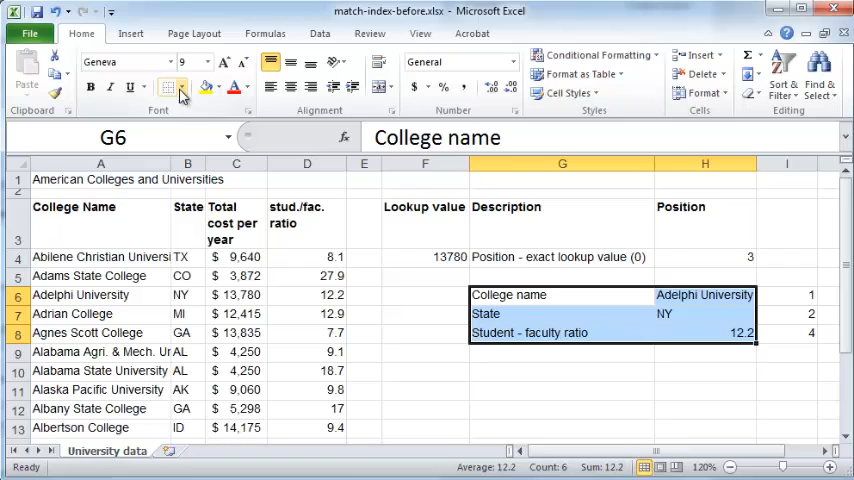 match-index-before.xlsx - Microsoft Excel
File Home Insert Page Layout Formulas Data Review View Acrobat
Paste Geneva 9 General Conditional Formatting Insert Sort & Filter Find & Select
B I U Format as Table Delete
$ % , Cell Styles Format
Clipboard Font Alignment Number Styles Cells Editing
G6 fx College name
A B C D E F G H I
1 American Colleges and Universities
2
3 College Name State Total cost per year stud./fac. ratio Lookup value Description Position
4 Abilene Christian Universi TX $ 9,640 8.1 13780 Position - exact lookup value (0) 3
5 Adams State College CO $ 3,872 27.9
6 Adelphi University NY $ 13,780 12.2 College name Adelphi University 1
7 Adrian College MI $ 12,415 12.9 State NY 2
8 Agnes Scott College GA $ 13,835 7.7 Student - faculty ratio 12.2 4
9 Alabama Agri. & Mech. Un AL $ 4,250 9.1
10 Alabama State University AL $ 4,250 18.7
11 Alaska Pacific University AK $ 9,060 9.8
12 Albany State College GA $ 5,298 17
13 Albertson College ID $ 14,175 9.4
University data
Ready Average: 12.2 Count: 6 Sum: 12.2 120%